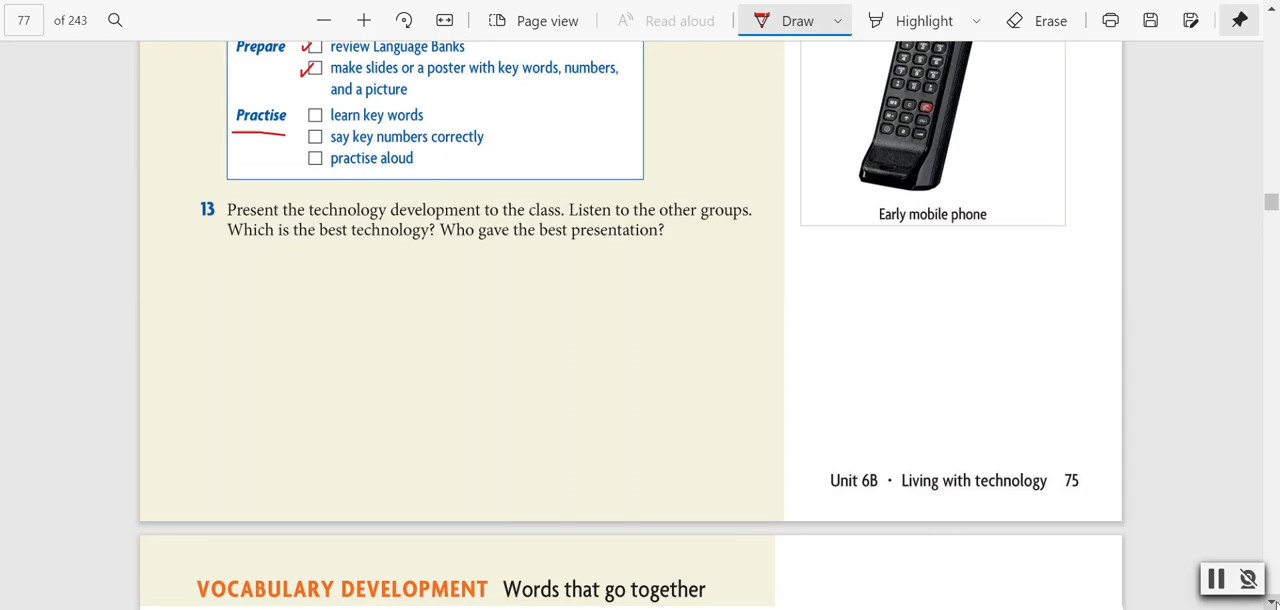 77 of 243 Page view Read aloud Draw Highlight Erase
Prepare review Language Banks
make slides or a poster with key words, numbers,
and a picture
Practise learn key words
say key numbers correctly
practise aloud
13 Present the technology development to the class. Listen to the other groups.
Which is the best technology? Who gave the best presentation?
Early mobile phone
Unit 6B • Living with technology 75
VOCABULARY DEVELOPMENT Words that go together